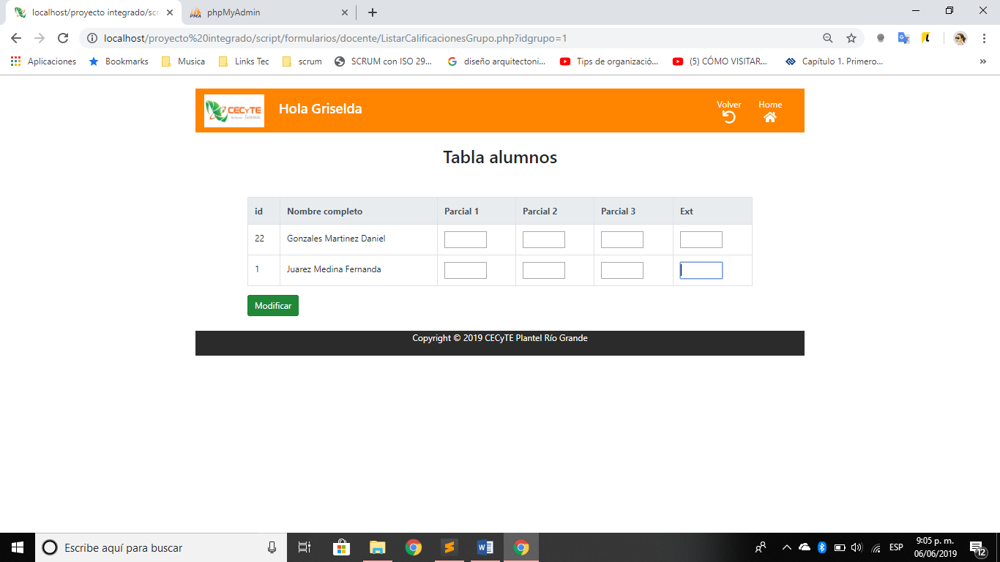 localhost/proyecto integrado/scr
phpMyAdmin
localhost/proyecto%20integrado/script/formularios/docente/ListarCalificacionesGrupo.php?idgrupo=1
Aplicaciones Bookmarks Musica Links Tec scrum SCRUM con ISO 29... diseño arquitectoni... Tips de organizació... (5) CÓMO VISITAR... Capítulo 1. Primero... »
CECyTE
Hola Griselda
Volver Home
Tabla alumnos
id Nombre completo Parcial 1 Parcial 2 Parcial 3 Ext
22 Gonzales Martinez Daniel
1 Juarez Medina Fernanda
Modificar
Copyright © 2019 CECyTE Plantel Río Grande
Escribe aquí para buscar
ESP
9:05 p. m.
06/06/2019
12